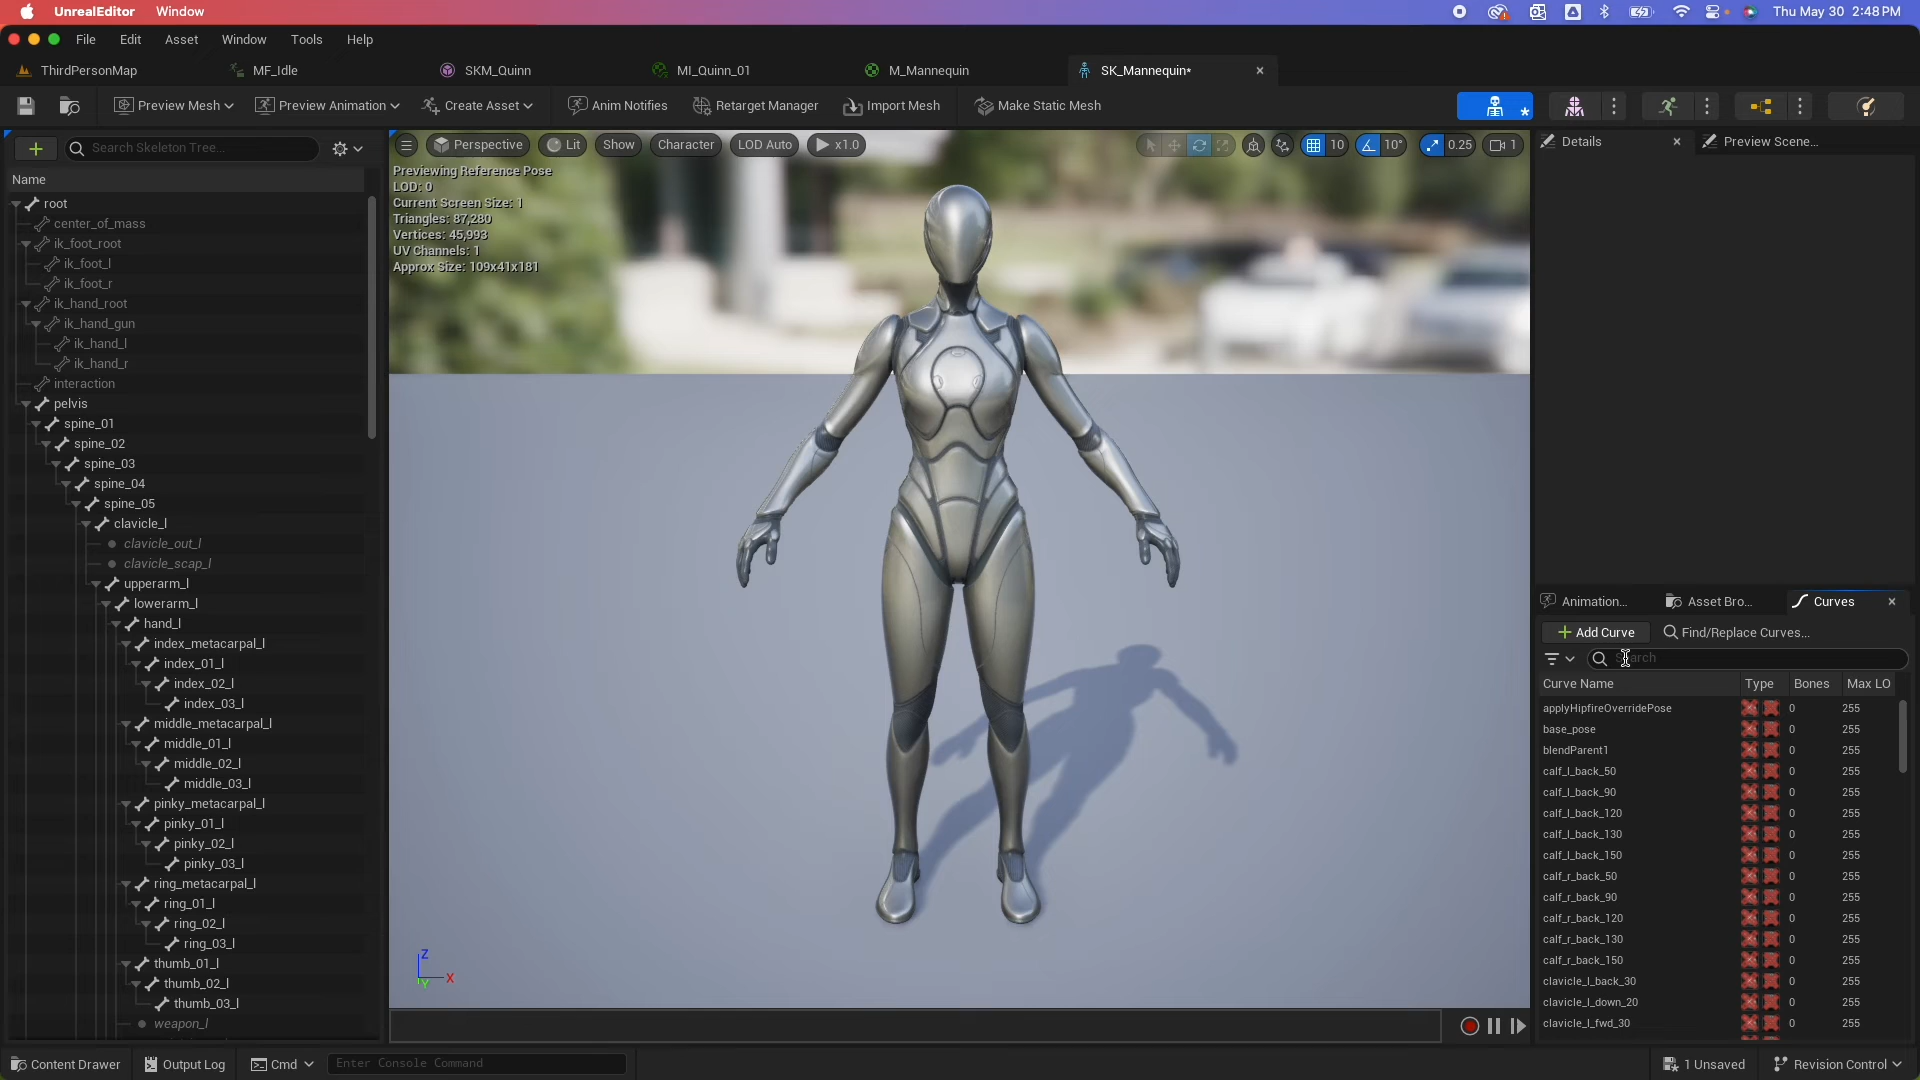 UnrealEditor Window Thu May 30 2:48 PM
File Edit Asset Window Tools Help
ThirdPersonMap MF_Idle SKM_Quinn MI_Quinn_01 M_Mannequin SK_Mannequin*
Preview Mesh Preview Animation Create Asset Anim Notifies Retarget Manager Import Mesh Make Static Mesh
Search Skeleton Tree...
Name
root
center_of_mass
ik_foot_root
ik_foot_l
ik_foot_r
ik_hand_root
ik_hand_gun
ik_hand_l
ik_hand_r
interaction
pelvis
spine_01
spine_02
spine_03
spine_04
spine_05
clavicle_l
clavicle_out_l
clavicle_scap_l
upperarm_l
lowerarm_l
hand_l
index_metacarpal_l
index_01_l
index_02_l
index_03_l
middle_metacarpal_l
middle_01_l
middle_02_l
middle_03_l
pinky_metacarpal_l
pinky_01_l
pinky_02_l
pinky_03_l
ring_metacarpal_l
ring_01_l
ring_02_l
ring_03_l
thumb_01_l
thumb_02_l
thumb_03_l
weapon_l
Perspective Lit Show Character LOD Auto x1.0 10 10° 0.25 1
Previewing Reference Pose
LOD: 0
Current Screen Size: 1
Triangles: 87,280
Vertices: 45,993
UV Channels: 1
Approx Size: 109x41x181
Z
X
Y
Details Preview Scene...
Animation... Asset Bro... Curves
Add Curve Find/Replace Curves...
Search
Curve Name Type Bones Max LO
applyHipfireOverridePose 0 255
base_pose 0 255
blendParent1 0 255
calf_l_back_50 0 255
calf_l_back_90 0 255
calf_l_back_120 0 255
calf_l_back_130 0 255
calf_l_back_150 0 255
calf_r_back_50 0 255
calf_r_back_90 0 255
calf_r_back_120 0 255
calf_r_back_130 0 255
calf_r_back_150 0 255
clavicle_l_back_30 0 255
clavicle_l_down_20 0 255
clavicle_l_fwd_30 0 255
Content Drawer Output Log Cmd Enter Console Command 1 Unsaved Revision Control